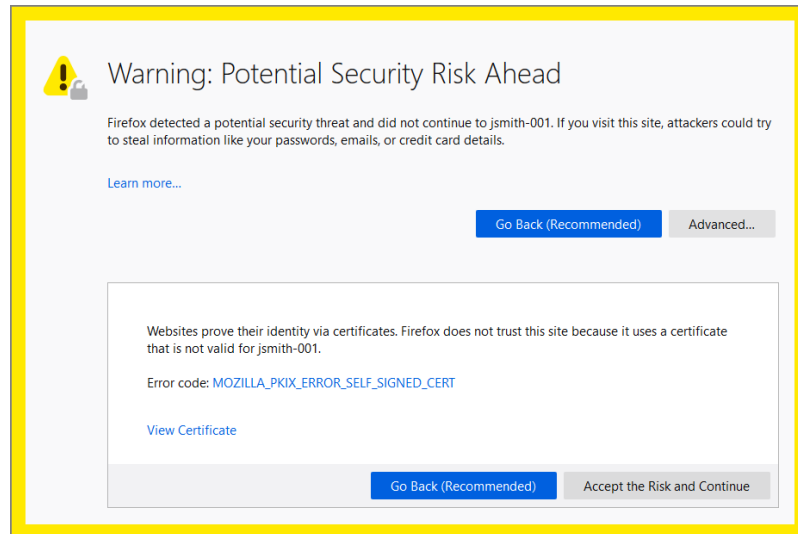 Warning: Potential Security Risk Ahead
Firefox detected a potential security threat and did not continue to jsmith-001. If you visit this site, attackers could try
to steal information like your passwords, emails, or credit card details.
Learn more...
Go Back (Recommended)
Advanced...
Websites prove their identity via certificates. Firefox does not trust this site because it uses a certificate
that is not valid for jsmith-001.
Error code: MOZILLA_PKIX_ERROR_SELF_SIGNED_CERT
View Certificate
Go Back (Recommended)
Accept the Risk and Continue